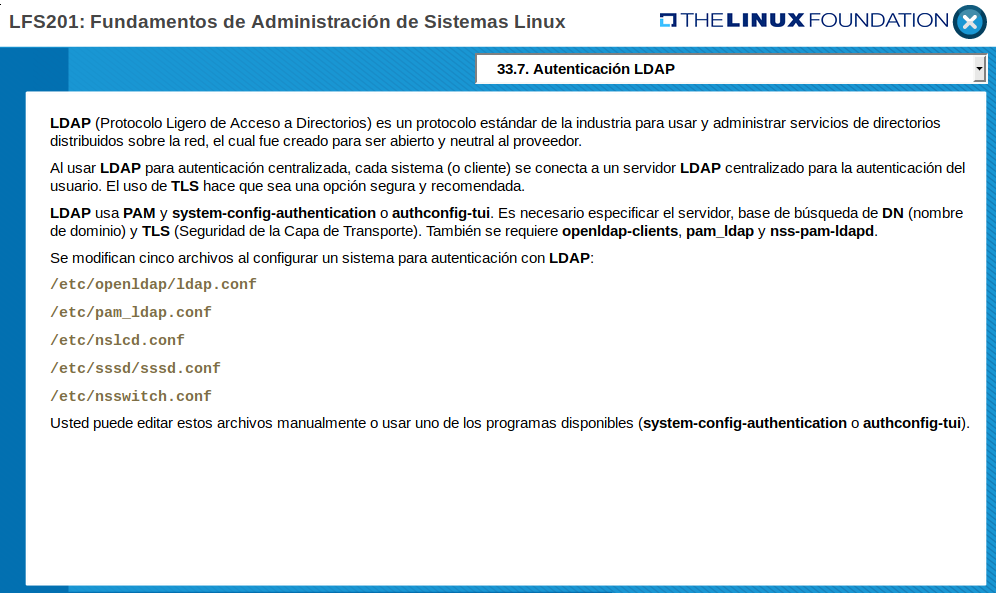 LFS201: Fundamentos de Administración de Sistemas Linux
THE LINUX FOUNDATION
33.7. Autenticación LDAP
LDAP (Protocolo Ligero de Acceso a Directorios) es un protocolo estándar de la industria para usar y administrar servicios de directorios
distribuidos sobre la red, el cual fue creado para ser abierto y neutral al proveedor.
Al usar LDAP para autenticación centralizada, cada sistema (o cliente) se conecta a un servidor LDAP centralizado para la autenticación del
usuario. El uso de TLS hace que sea una opción segura y recomendada.
LDAP usa PAM y system-config-authentication o authconfig-tui. Es necesario especificar el servidor, base de búsqueda de DN (nombre
de dominio) y TLS (Seguridad de la Capa de Transporte). También se requiere openldap-clients, pam_ldap y nss-pam-ldapd.
Se modifican cinco archivos al configurar un sistema para autenticación con LDAP:
/etc/openldap/ldap.conf
/etc/pam_ldap.conf
/etc/nslcd.conf
/etc/sssd/sssd.conf
/etc/nsswitch.conf
Usted puede editar estos archivos manualmente o usar uno de los programas disponibles (system-config-authentication o authconfig-tui).